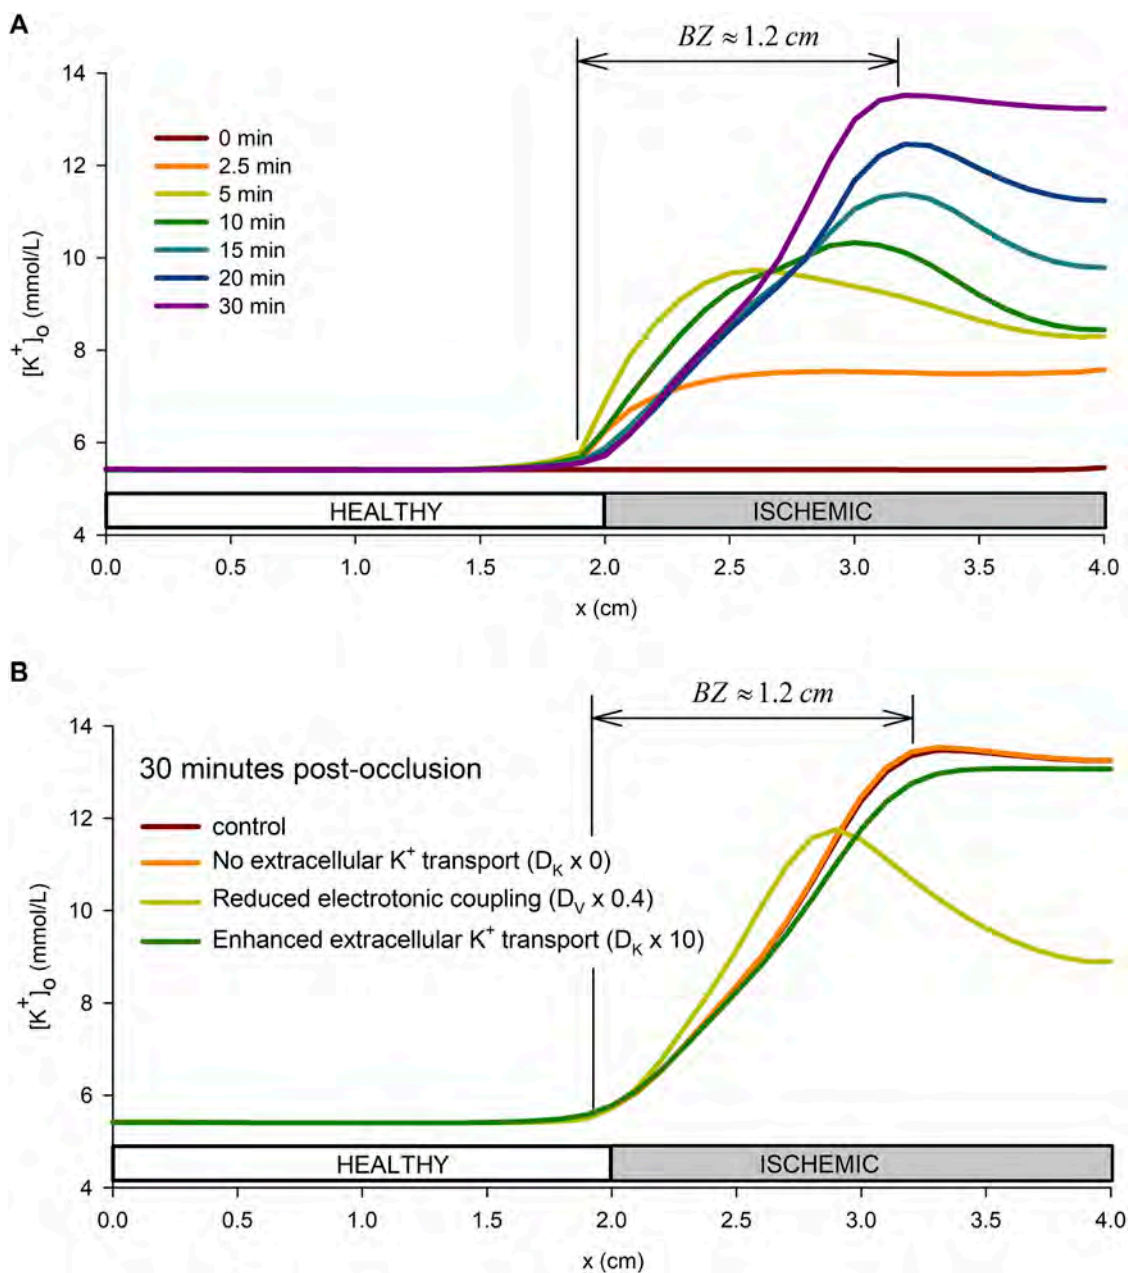 A
BZ ≈ 1.2 cm
14
12
10
8
6
4
[K⁺]ₒ (mmol/L)
0 min
2.5 min
5 min
10 min
15 min
20 min
30 min
HEALTHY
ISCHEMIC
0.0 0.5 1.0 1.5 2.0 2.5 3.0 3.5 4.0
x (cm)
B
BZ ≈ 1.2 cm
14
12
10
8
6
4
[K⁺]ₒ (mmol/L)
30 minutes post-occlusion
control
No extracellular K⁺ transport (D_K x 0)
Reduced electrotonic coupling (D_V x 0.4)
Enhanced extracellular K⁺ transport (D_K x 10)
HEALTHY
ISCHEMIC
0.0 0.5 1.0 1.5 2.0 2.5 3.0 3.5 4.0
x (cm)